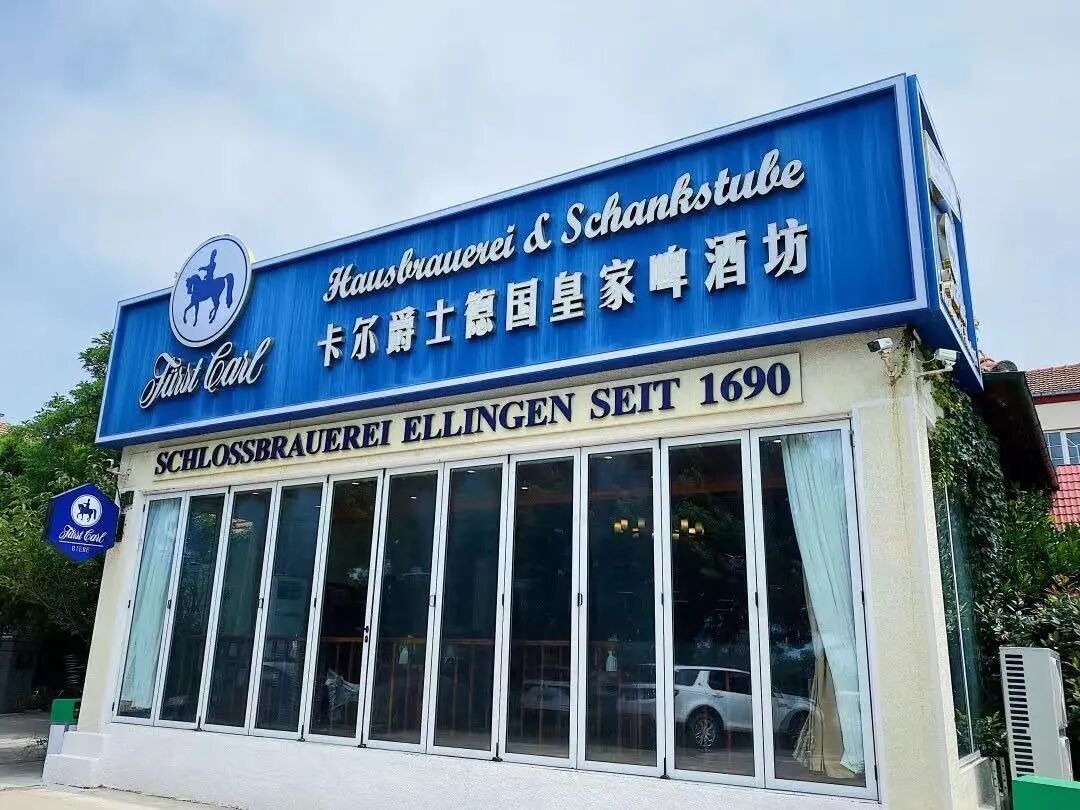 Hausbrauerei & Schankstube
卡尔爵士德国皇家啤酒坊
Fürst Carl
SCHLOSSBRAUEREI ELLINGEN SEIT 1690
Fürst Carl
BIERE